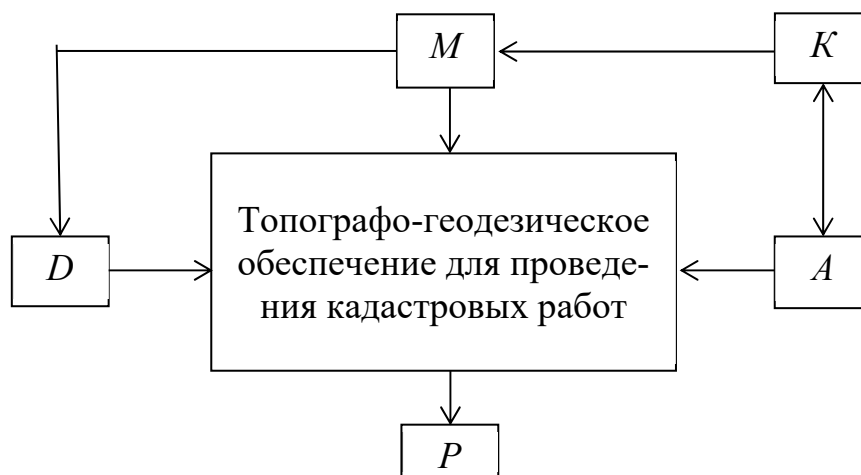 M
K
Топографо-геодезическое
обеспечение для проведе-
ния кадастровых работ
D
A
P